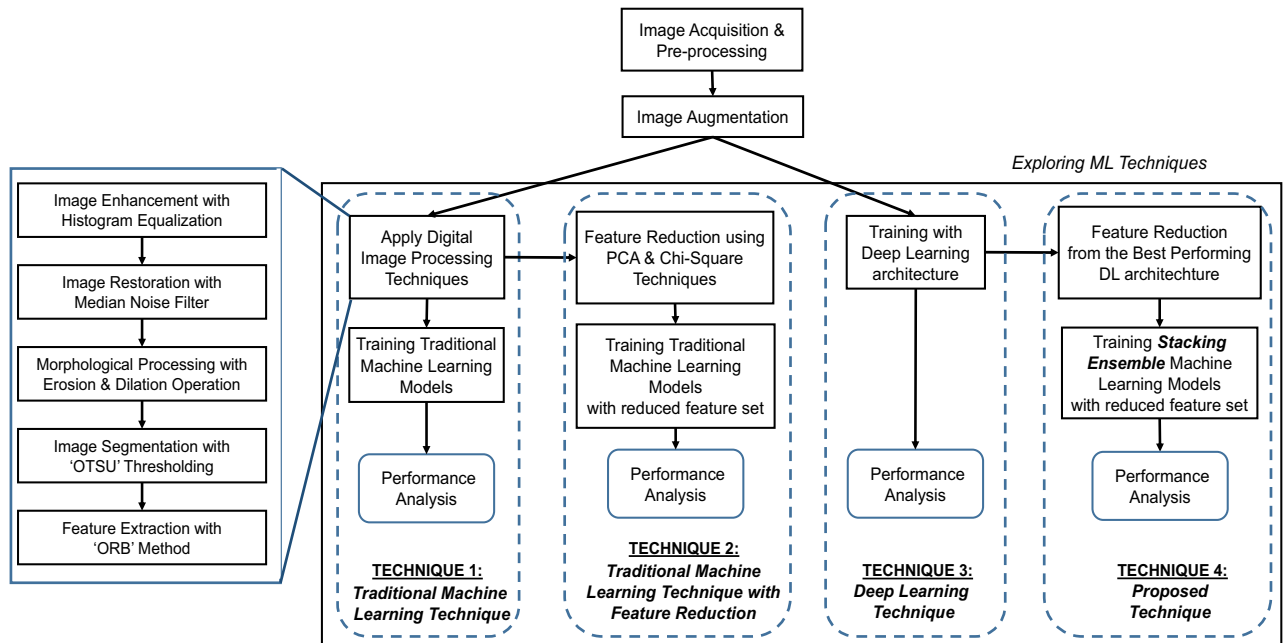 Image Acquisition &
Pre-processing
Image Augmentation
Exploring ML Techniques
Image Enhancement with
Histogram Equalization
Image Restoration with
Median Noise Filter
Morphological Processing with
Erosion & Dilation Operation
Image Segmentation with
‘OTSU’ Thresholding
Feature Extraction with
‘ORB’ Method
Apply Digital
Image Processing
Techniques
Training Traditional
Machine Learning
Models
Performance
Analysis
TECHNIQUE 1:
Traditional Machine
Learning Technique
Feature Reduction using
PCA & Chi-Square
Techniques
Training Traditional
Machine Learning
Models
with reduced feature set
Performance
Analysis
TECHNIQUE 2:
Traditional Machine
Learning Technique with
Feature Reduction
Training with
Deep Learning
architecture
Performance
Analysis
TECHNIQUE 3:
Deep Learning
Technique
Feature Reduction
from the Best Performing
DL architechture
Training Stacking
Ensemble Machine
Learning Models
with reduced feature set
Performance
Analysis
TECHNIQUE 4:
Proposed
Technique